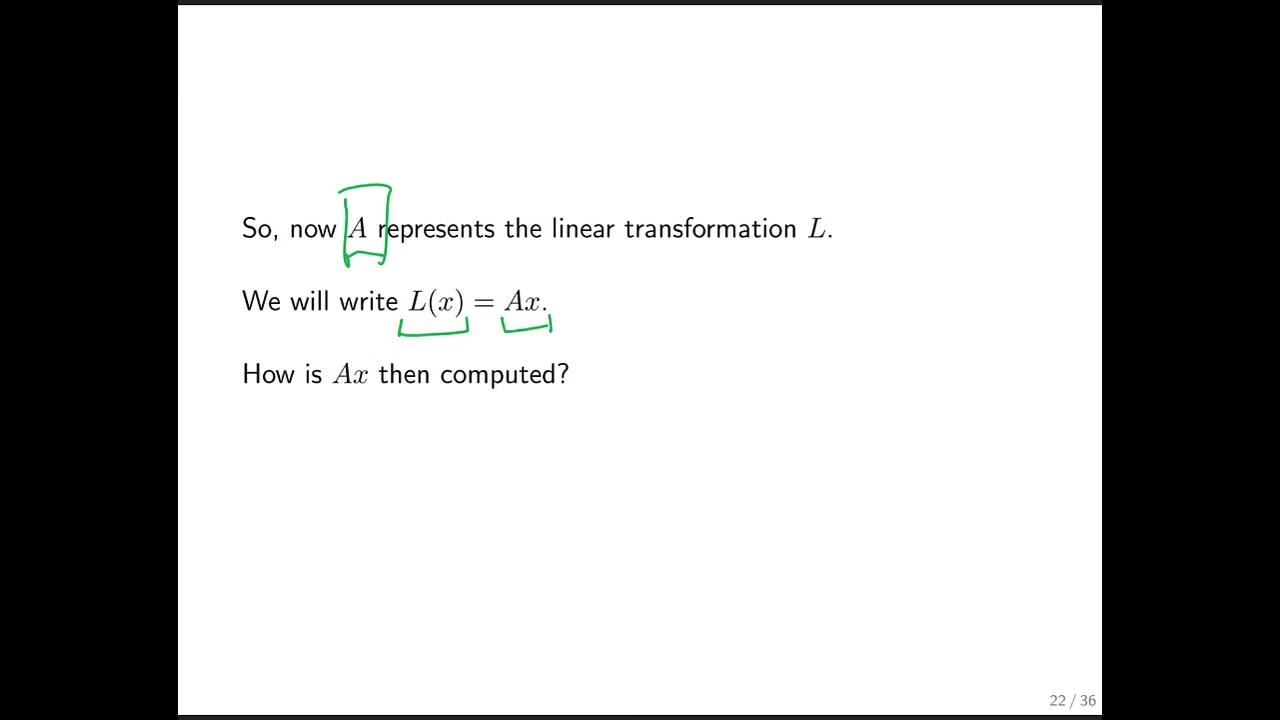 So, now A represents the linear transformation L.
We will write L(x) = Ax.
How is Ax then computed?
22 / 36